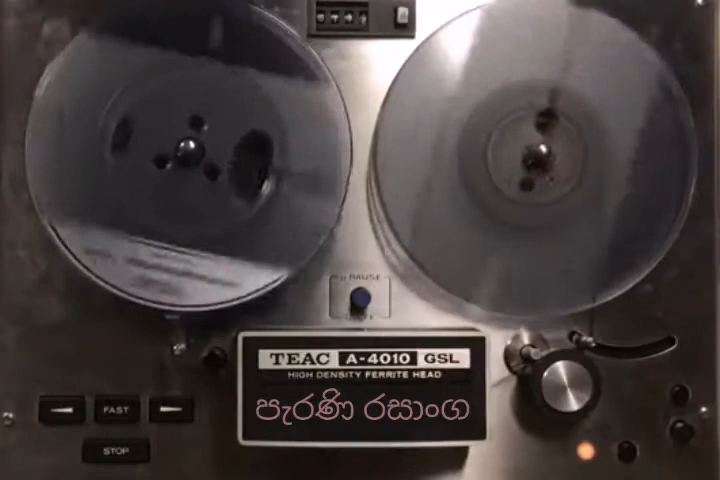 PAUSE
TEAC A-4010 GSL
HIGH DENSITY FERRITE HEAD
පැරණි රසාංග
FAST
STOP